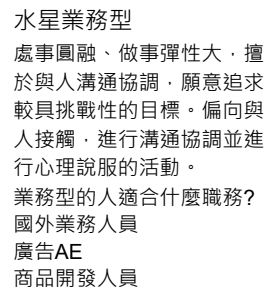 水星業務型
處事圓融、做事彈性大，擅
於與人溝通協調，願意追求
較具挑戰性的目標。偏向與
人接觸，進行溝通協調並進
行心理說服的活動。
業務型的人適合什麼職務?
國外業務人員
廣告AE
商品開發人員